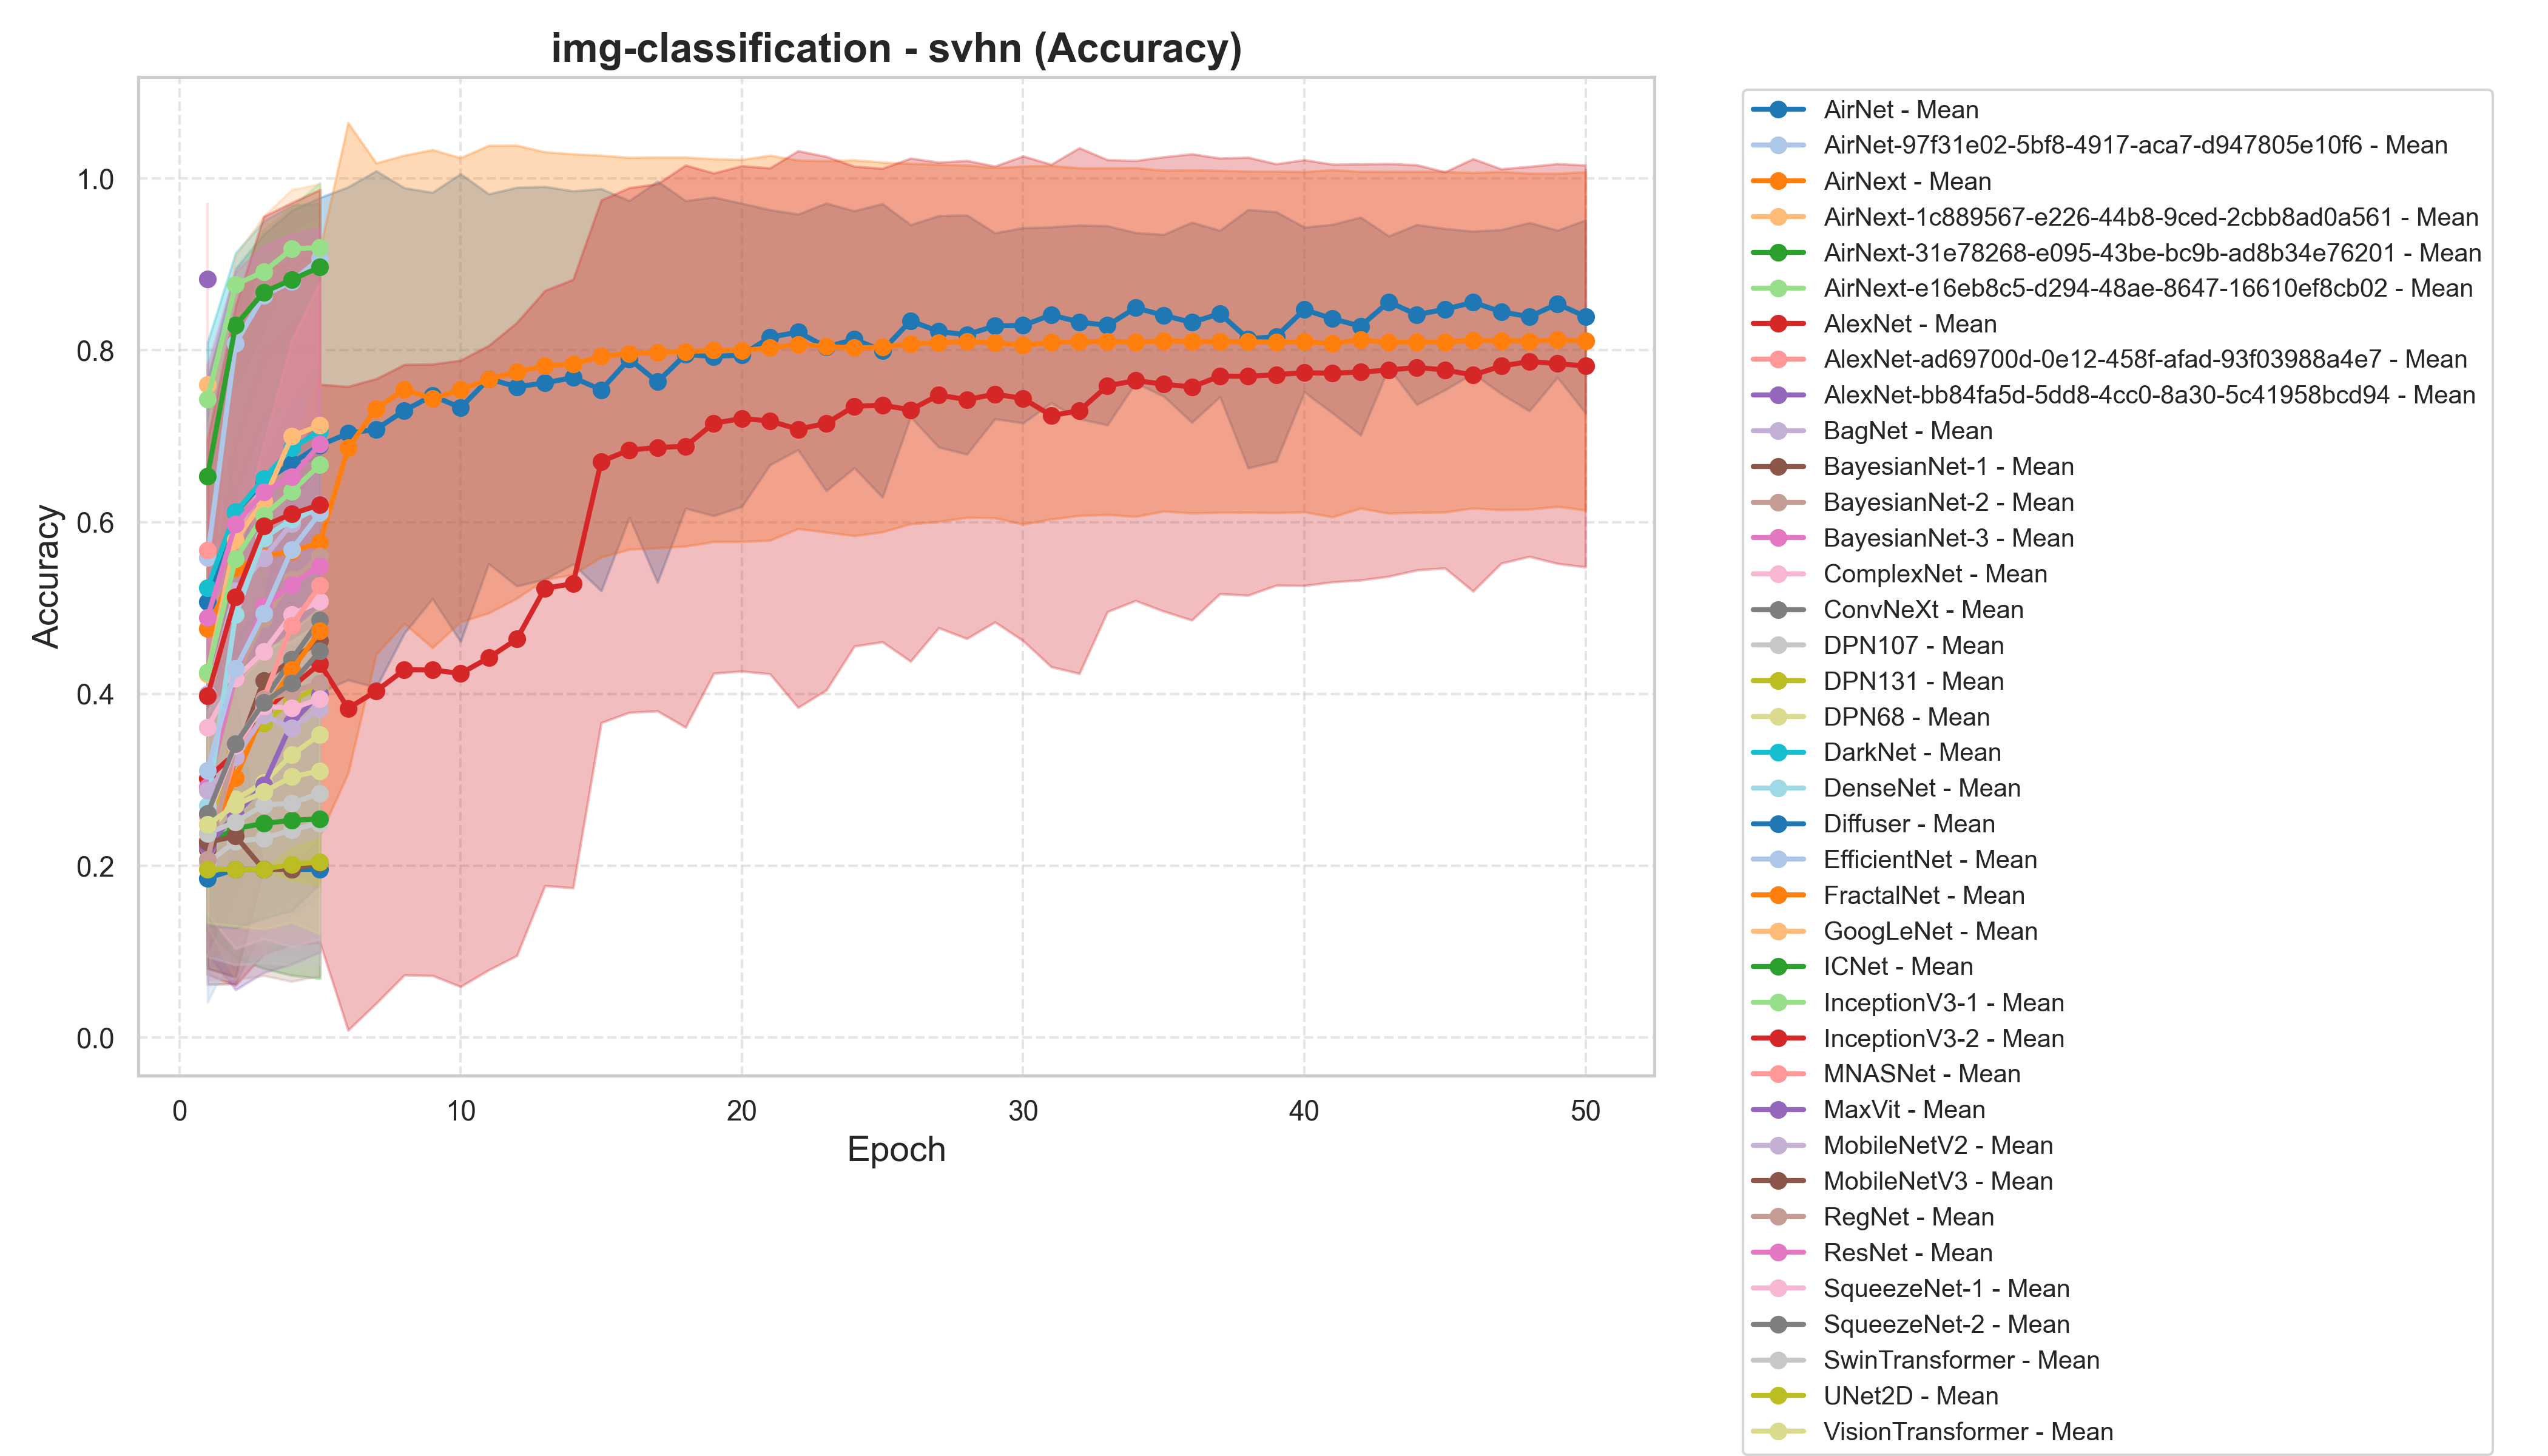 img-classification - svhn (Accuracy)
Accuracy
1.0
0.8
0.6
0.4
0.2
0.0
0 10 20 30 40 50
Epoch
AirNet - Mean
AirNet-97f31e02-5bf8-4917-aca7-d947805e10f6 - Mean
AirNext - Mean
AirNext-1c889567-e226-44b8-9ced-2cbb8ad0a561 - Mean
AirNext-31e78268-e095-43be-bc9b-ad8b34e76201 - Mean
AirNext-e16eb8c5-d294-48ae-8647-16610ef8cb02 - Mean
AlexNet - Mean
AlexNet-ad69700d-0e12-458f-afad-93f03988a4e7 - Mean
AlexNet-bb84fa5d-5dd8-4cc0-8a30-5c41958bcd94 - Mean
BagNet - Mean
BayesianNet-1 - Mean
BayesianNet-2 - Mean
BayesianNet-3 - Mean
ComplexNet - Mean
ConvNeXt - Mean
DPN107 - Mean
DPN131 - Mean
DPN68 - Mean
DarkNet - Mean
DenseNet - Mean
Diffuser - Mean
EfficientNet - Mean
FractalNet - Mean
GoogLeNet - Mean
ICNet - Mean
InceptionV3-1 - Mean
InceptionV3-2 - Mean
MNASNet - Mean
MaxVit - Mean
MobileNetV2 - Mean
MobileNetV3 - Mean
RegNet - Mean
ResNet - Mean
SqueezeNet-1 - Mean
SqueezeNet-2 - Mean
SwinTransformer - Mean
UNet2D - Mean
VisionTransformer - Mean